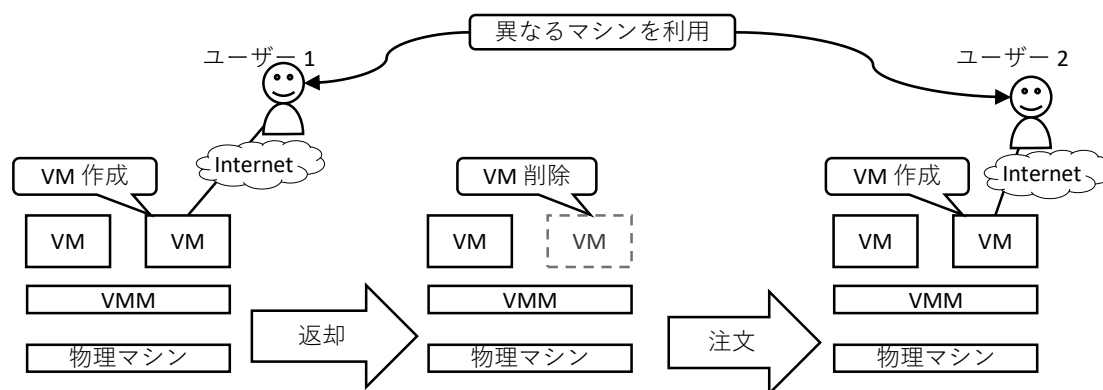 異なるマシンを利用
ユーザー 1
ユーザー 2
Internet
Internet
VM 作成
VM 削除
VM 作成
VM
VM
VM
VM
VM
VM
VMM
VMM
VMM
返却
注文
物理マシン
物理マシン
物理マシン